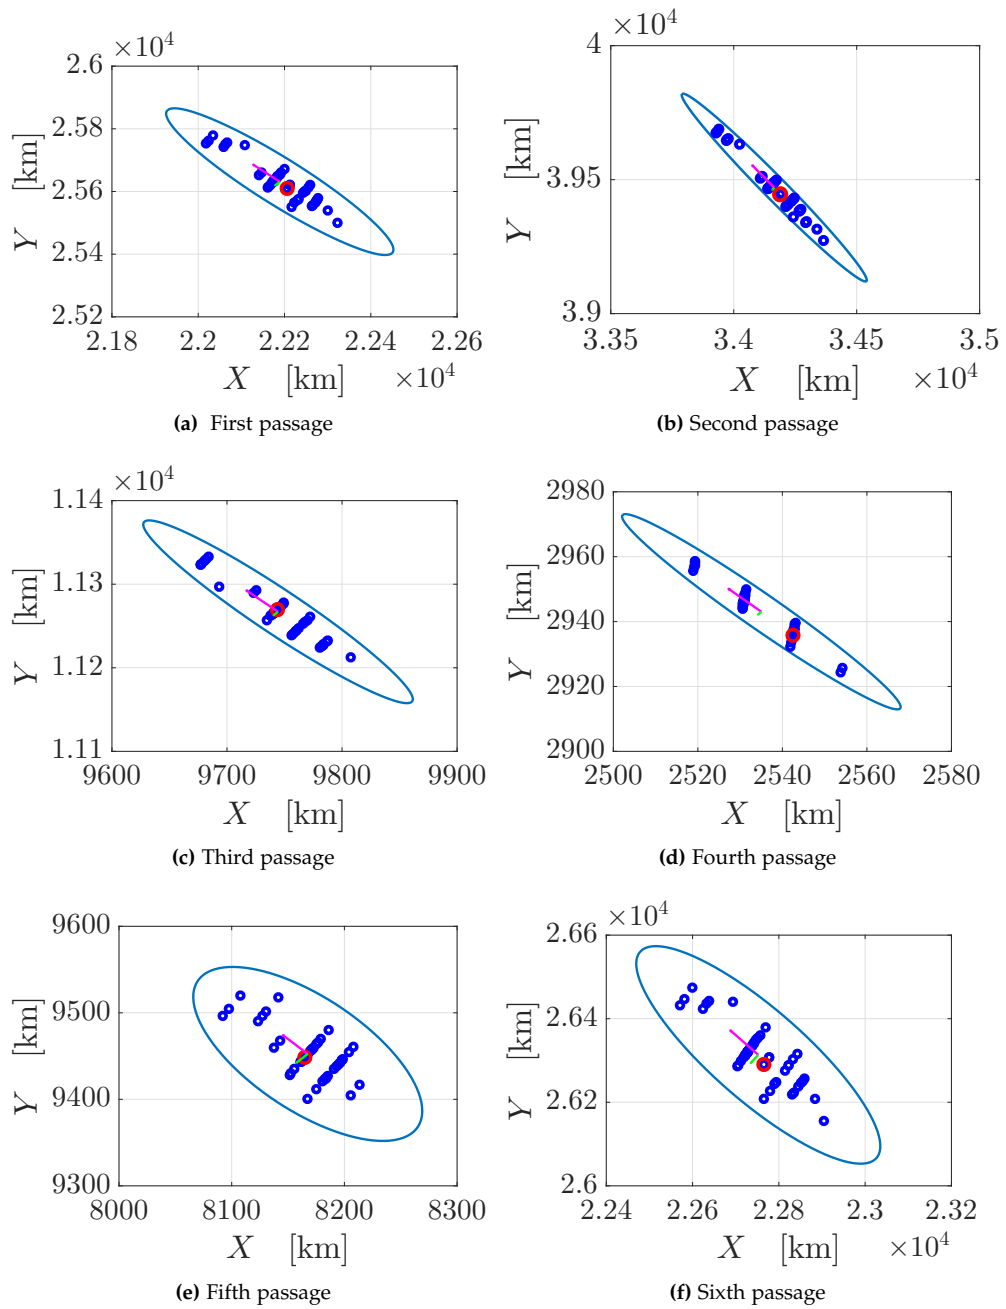 ×10⁴
2.6
2.58
2.56
2.54
2.52
Y [km]
2.18 2.2 2.22 2.24 2.26
X [km] ×10⁴
(a) First passage
4 ×10⁴
3.95
3.9
Y [km]
3.35 3.4 3.45 3.5
X [km] ×10⁴
(b) Second passage
×10⁴
1.14
1.13
1.12
1.11
Y [km]
9600 9700 9800 9900
X [km]
(c) Third passage
2980
2960
2940
2920
2900
Y [km]
2500 2520 2540 2560 2580
X [km]
(d) Fourth passage
9600
9500
9400
9300
Y [km]
8000 8100 8200 8300
X [km]
(e) Fifth passage
×10⁴
2.66
2.64
2.62
2.6
Y [km]
2.24 2.26 2.28 2.3 2.32
X [km] ×10⁴
(f) Sixth passage